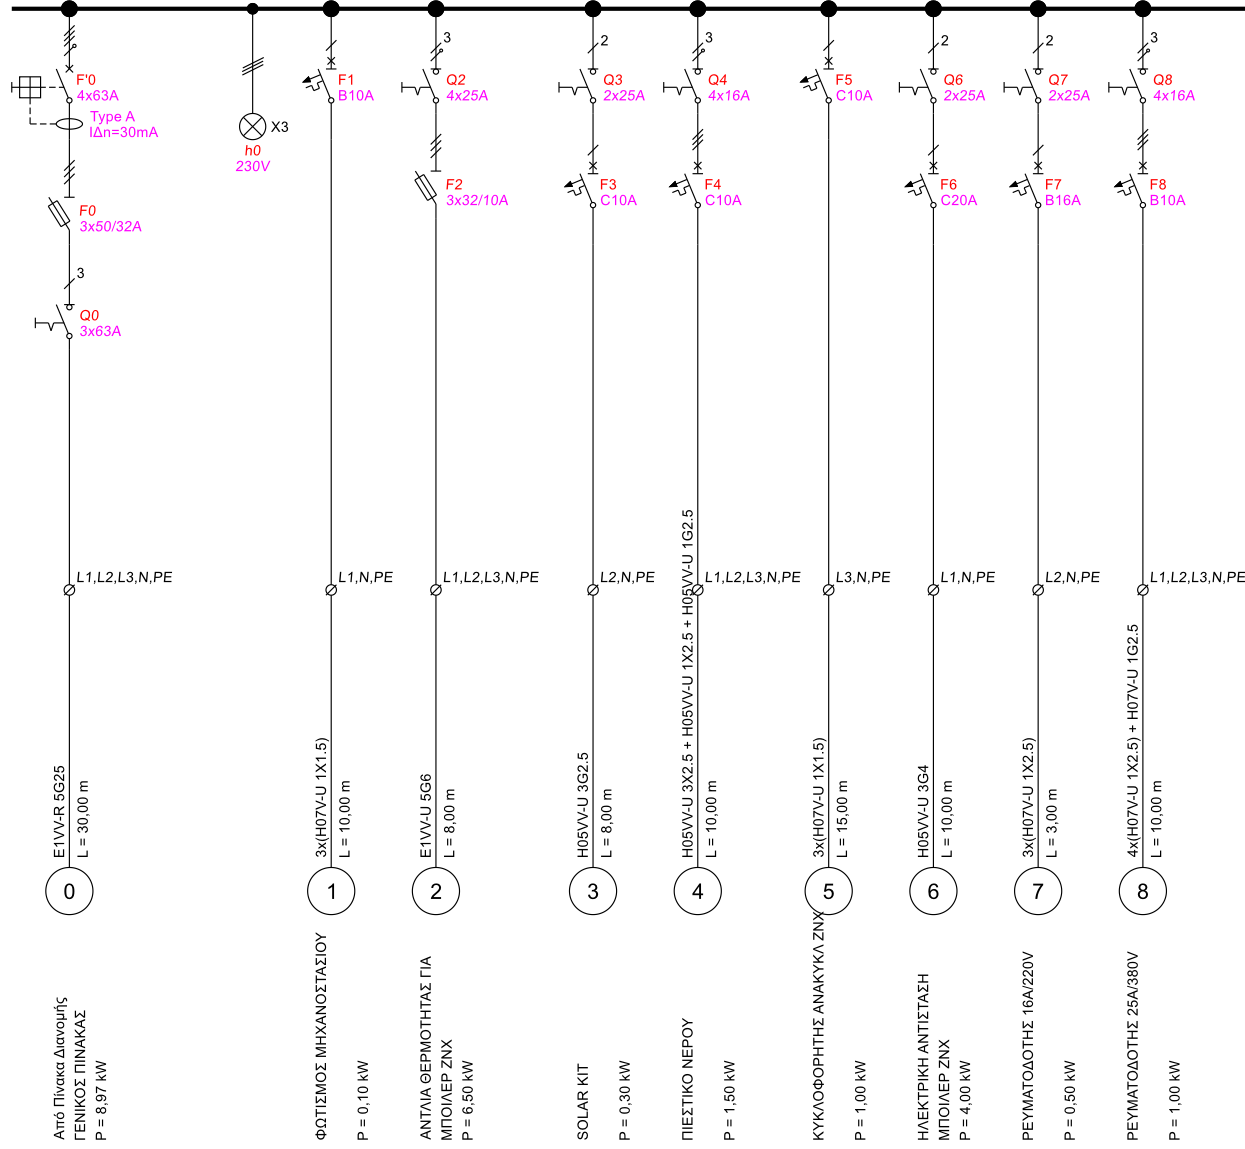 F'0
4x63A
Type A
IΔn=30mA
F0
3x50/32A
3
Q0
3x63A
L1,L2,L3,N,PE
E1VV-R 5G25
L = 30,00 m
0
Από Πίνακα Διανομής
ΓΕΝΙΚΟΣ ΠΙΝΑΚΑΣ
P = 8,97 kW
X3
h0
230V
F1
B10A
L1,N,PE
3x(H07V-U 1X1.5)
L = 10,00 m
1
ΦΩΤΙΣΜΟΣ ΜΗΧΑΝΟΣΤΑΣΙΟΥ
P = 0,10 kW
3
Q2
4x25A
F2
3x32/10A
L1,L2,L3,N,PE
E1VV-U 5G6
L = 8,00 m
2
ΑΝΤΛΙΑ ΘΕΡΜΟΤΗΤΑΣ ΓΙΑ
ΜΠΟΙΛΕΡ ΖΝΧ
P = 6,50 kW
2
Q3
2x25A
F3
C10A
L2,N,PE
H05VV-U 3G2.5
L = 8,00 m
3
SOLAR KIT
P = 0,30 kW
3
Q4
4x16A
F4
C10A
L1,L2,L3,N,PE
H05VV-U 3X2.5 + H05VV-U 1X2.5 + H05VV-U 1G2.5
L = 10,00 m
4
ΠΙΕΣΤΙΚΟ ΝΕΡΟΥ
P = 1,50 kW
F5
C10A
L3,N,PE
3x(H07V-U 1X1.5)
L = 15,00 m
5
ΚΥΚΛΟΦΟΡΗΤΗΣ ΑΝΑΚΥΚΛ ΖΝΧ
P = 1,00 kW
2
Q6
2x25A
F6
C20A
L1,N,PE
H05VV-U 3G4
L = 10,00 m
6
ΗΛΕΚΤΡΙΚΗ ΑΝΤΙΣΤΑΣΗ
ΜΠΟΙΛΕΡ ΖΝΧ
P = 4,00 kW
2
Q7
2x25A
F7
B16A
L2,N,PE
3x(H07V-U 1X2.5)
L = 3,00 m
7
ΡΕΥΜΑΤΟΔΟΤΗΣ 16A/220V
P = 0,50 kW
3
Q8
4x16A
F8
B10A
L1,L2,L3,N,PE
4x(H07V-U 1X2.5) + H07V-U 1G2.5
L = 10,00 m
8
ΡΕΥΜΑΤΟΔΟΤΗΣ 25A/380V
P = 1,00 kW